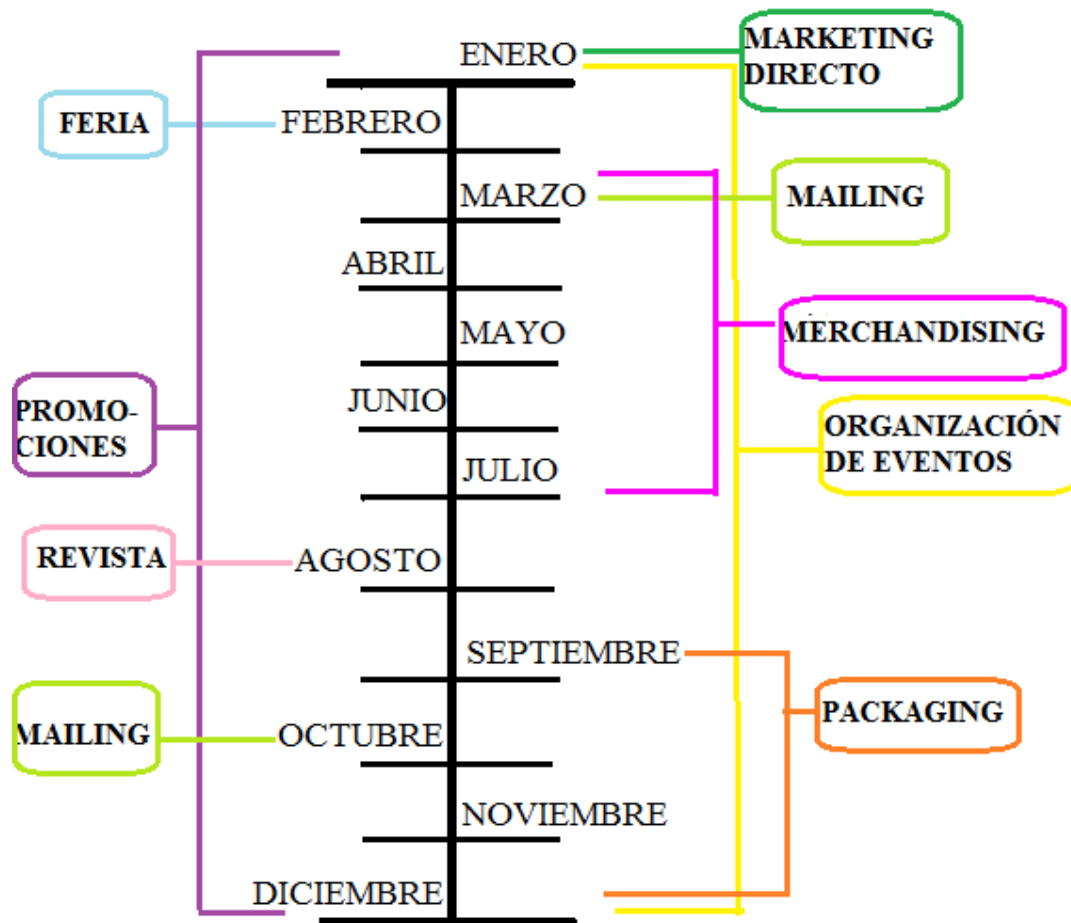 ENERO
MARKETING
DIRECTO
FERIA
FEBRERO
MARZO
MAILING
ABRIL
MAYO
MERCHANDISING
JUNIO
PROMO-
CIONES
ORGANIZACIÓN
DE EVENTOS
JULIO
REVISTA
AGOSTO
SEPTIEMBRE
PACKAGING
MAILING
OCTUBRE
NOVIEMBRE
DICIEMBRE